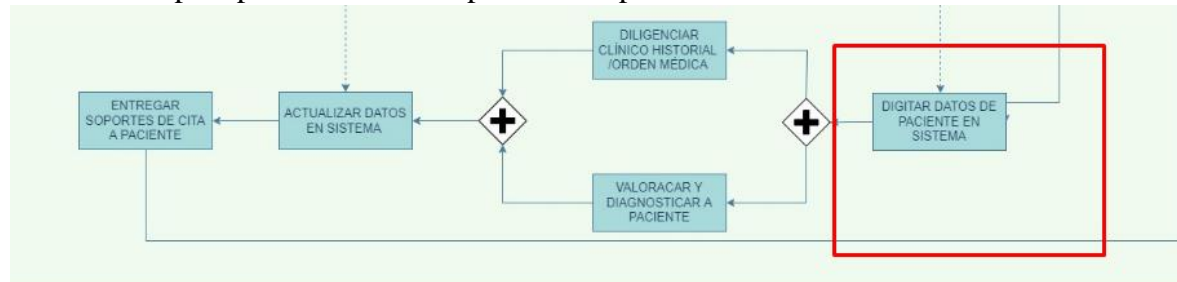 DILIGENCIAR
CLÍNICO HISTORIAL
/ORDEN MÉDICA
ENTREGAR
SOPORTES DE CITA
A PACIENTE
ACTUALIZAR DATOS
EN SISTEMA
DIGITAR DATOS DE
PACIENTE EN
SISTEMA
VALORACAR Y
DIAGNOSTICAR A
PACIENTE